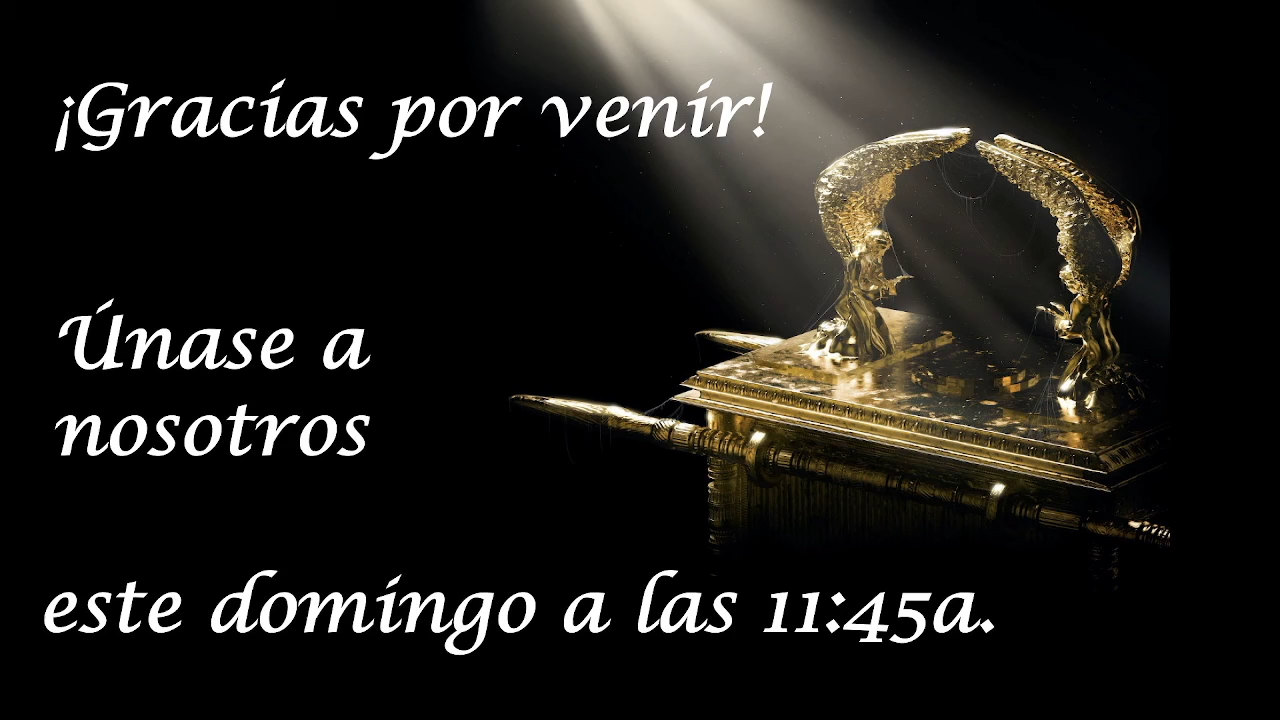 ¡Gracias por venir!
Únase a
nosotros
este domingo a las 11:45a.